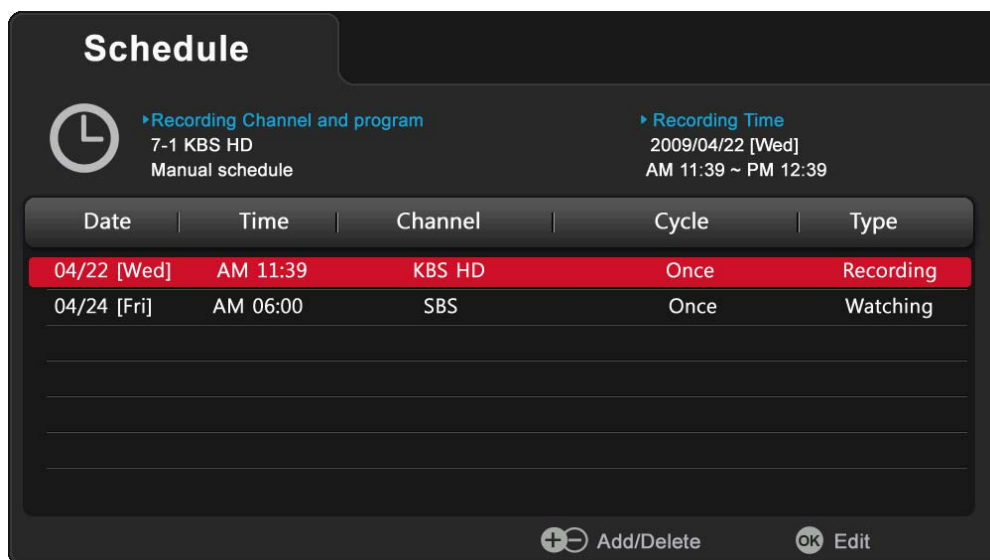 Schedule
Recording Channel and program
7-1 KBS HD
Manual schedule
Recording Time
2009/04/22 [Wed]
AM 11:39 ~ PM 12:39
Date Time Channel Cycle Type
04/22 [Wed] AM 11:39 KBS HD Once Recording
04/24 [Fri] AM 06:00 SBS Once Watching
Add/Delete OK Edit